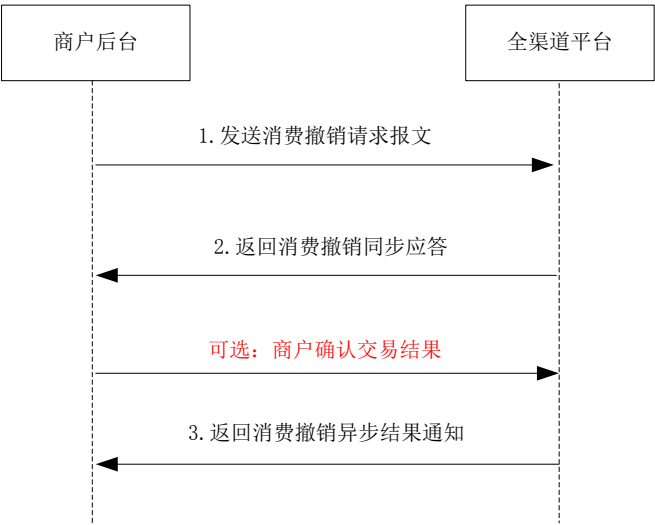 商户后台
全渠道平台
1.发送消费撤销请求报文
2.返回消费撤销同步应答
可选：商户确认交易结果
3.返回消费撤销异步结果通知